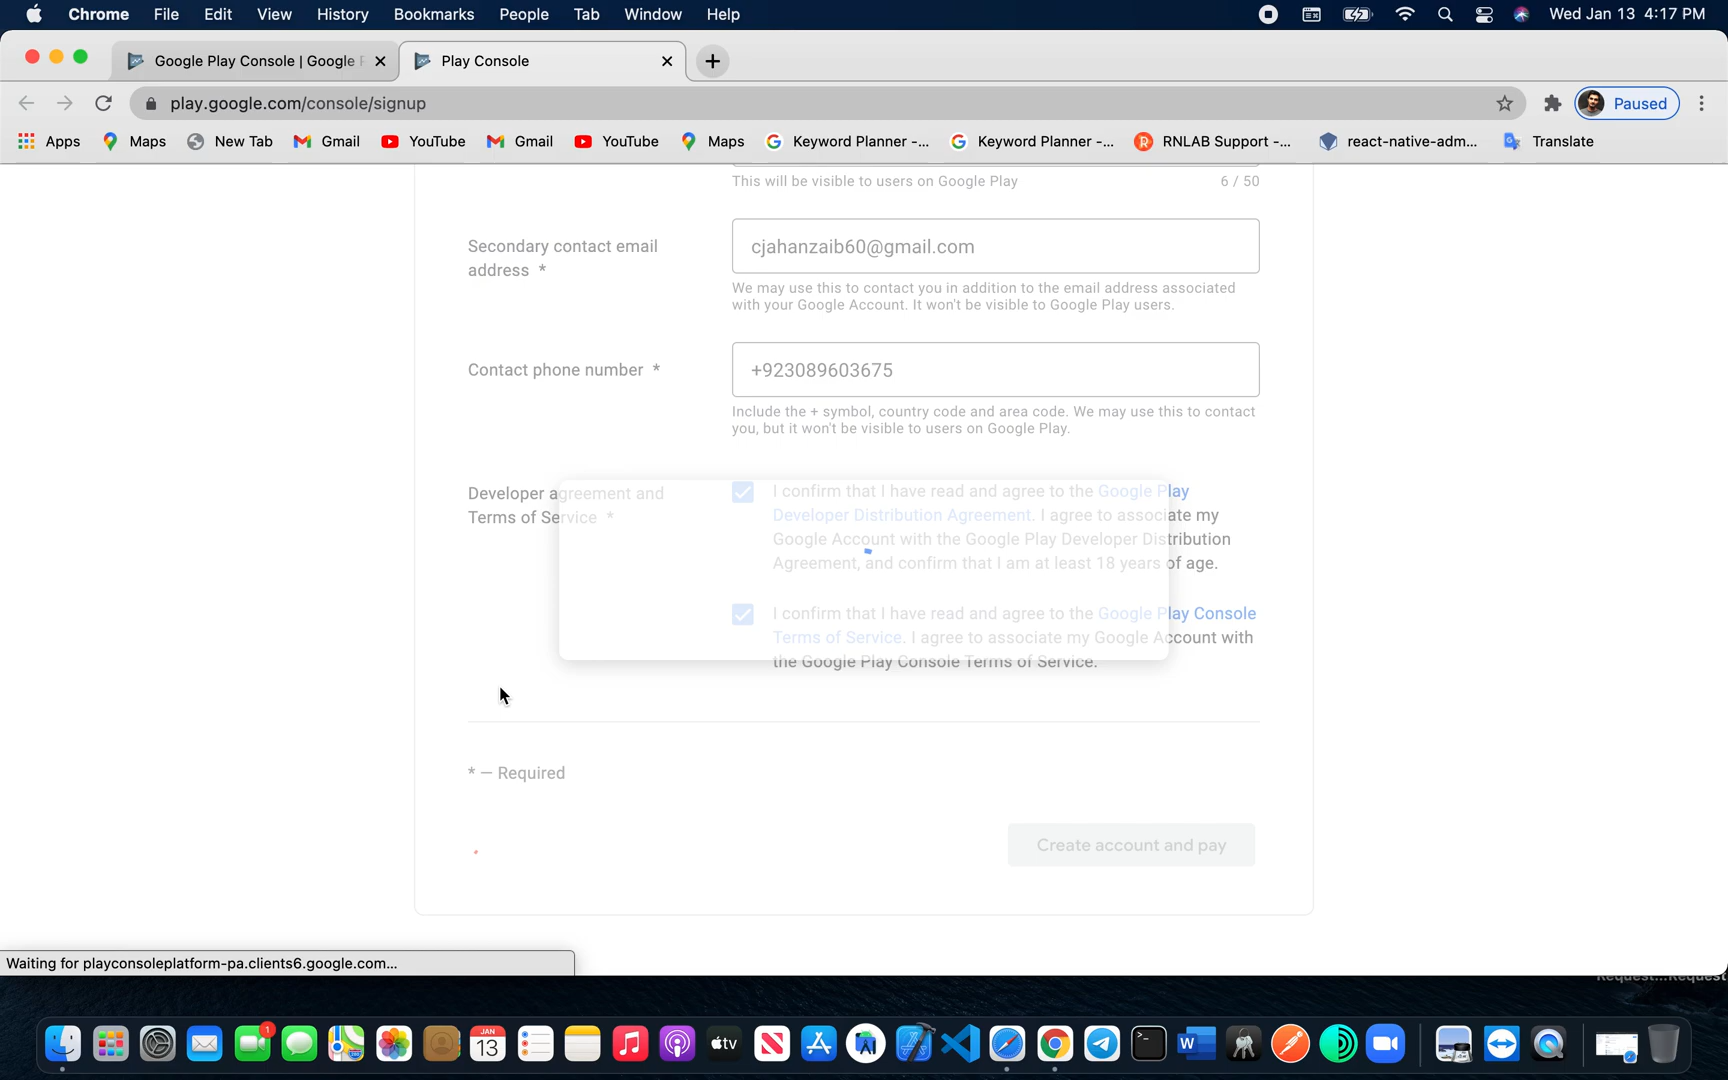 Chrome File Edit View History Bookmarks People Tab Window Help Wed Jan 13 4:17 PM
Google Play Console | Google Play Console
play.google.com/console/signup Paused
Apps Maps New Tab Gmail YouTube Gmail YouTube Maps Keyword Planner -... Keyword Planner -... RNLAB Support -... react-native-adm... Translate
This will be visible to users on Google Play 6 / 50
Secondary contact email
address *
cjahanzaib60@gmail.com
We may use this to contact you in addition to the email address associated
with your Google Account. It won't be visible to Google Play users.
Contact phone number *
+923089603675
Include the + symbol, country code and area code. We may use this to contact
you, but it won't be visible to users on Google Play.
Developer agreement and
Terms of Service *
I confirm that I have read and agree to the Google Play
Developer Distribution Agreement. I agree to associate my
Google Account with the Google Play Developer Distribution
Agreement, and confirm that I am at least 18 years of age.
I confirm that I have read and agree to the Google Play Console
Terms of Service. I agree to associate my Google Account with
the Google Play Console Terms of Service.
* — Required
Create account and pay
Waiting for playconsoleplatform-pa.clients6.google.com...
Request...Request
1
JAN
13
tv
W